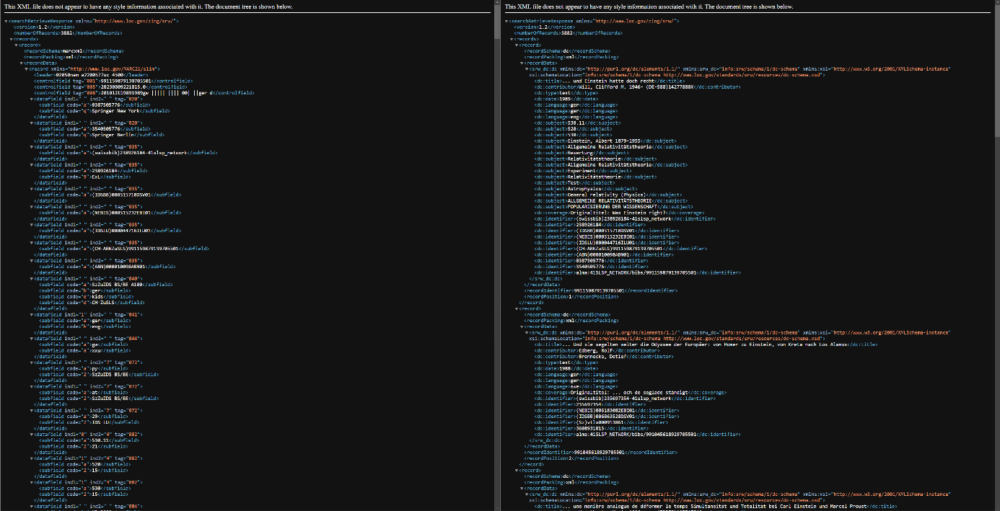 This XML file does not appear to have any style information associated with it. The document tree is shown below.
▼<searchRetrieveResponse xmlns="http://www.loc.gov/zing/srw/">
<version>1.2</version>
<numberOfRecords>3882</numberOfRecords>
▼<records>
▼<record>
<recordSchema>marcxml</recordSchema>
<recordPacking>xml</recordPacking>
▼<recordData>
▼<record xmlns="http://www.loc.gov/MARC21/slim">
<leader>02050nam a2200577uc 4500</leader>
<controlfield tag="001">991159879139705501</controlfield>
<controlfield tag="005">20230809221815.0</controlfield>
<controlfield tag="008">201012t19891989gw ||||| |||| 00| ||ger d</controlfield>
▼<datafield ind1=" " ind2=" " tag="020">
<subfield code="a">0387505776</subfield>
<subfield code="q">Springer New York</subfield>
</datafield>
▼<datafield ind1=" " ind2=" " tag="020">
<subfield code="a">3540505776</subfield>
<subfield code="q">Springer Berlin</subfield>
</datafield>
▼<datafield ind1=" " ind2=" " tag="035">
<subfield code="a">(swissbib)238926184-41slsp_network</subfield>
</datafield>
▼<datafield ind1=" " ind2=" " tag="035">
<subfield code="a">238926184</subfield>
<subfield code="9">ExL</subfield>
</datafield>
▼<datafield ind1=" " ind2=" " tag="035">
<subfield code="a">(IDSBB)000515718DSV01</subfield>
</datafield>
▼<datafield ind1=" " ind2=" " tag="035">
<subfield code="a">(NEBIS)000515232EBI01</subfield>
</datafield>
▼<datafield ind1=" " ind2=" " tag="035">
<subfield code="a">(IDSLU)000044716ILU01</subfield>
</datafield>
▼<datafield ind1=" " ind2=" " tag="035">
<subfield code="a">(CH-ABNZuSLS)991159879139705501</subfield>
</datafield>
▼<datafield ind1=" " ind2=" " tag="035">
<subfield code="a">(ABN)000010098ABN01</subfield>
</datafield>
▼<datafield ind1=" " ind2=" " tag="040">
<subfield code="a">SzZuIDS BS/BE A100</subfield>
<subfield code="b">ger</subfield>
<subfield code="e">kids</subfield>
<subfield code="d">CH-ZuSLS</subfield>
</datafield>
▼<datafield ind1="1" ind2=" " tag="041">
<subfield code="a">ger</subfield>
<subfield code="h">eng</subfield>
</datafield>
▼<datafield ind1=" " ind2=" " tag="044">
<subfield code="a">gw</subfield>
<subfield code="a">xxu</subfield>
</datafield>
▼<datafield ind1=" " ind2="7" tag="072">
<subfield code="a">py</subfield>
<subfield code="2">SzZuIDS BS/BE</subfield>
</datafield>
▼<datafield ind1=" " ind2="7" tag="072">
<subfield code="a">at</subfield>
<subfield code="2">SzZuIDS BS/BE</subfield>
</datafield>
▼<datafield ind1=" " ind2="7" tag="072">
<subfield code="a">29</subfield>
<subfield code="2">IDS LU</subfield>
</datafield>
▼<datafield ind1="0" ind2="4" tag="082">
<subfield code="a">530.11</subfield>
<subfield code="2">21</subfield>
</datafield>
▼<datafield ind1="1" ind2="4" tag="082">
<subfield code="a">520</subfield>
<subfield code="2">15</subfield>
</datafield>
▼<datafield ind1="1" ind2="4" tag="082">
<subfield code="a">530</subfield>
<subfield code="2">15</subfield>
</datafield>
▼<datafield ind1=" " ind2=" " tag="084">
This XML file does not appear to have any style information associated with it. The document tree is shown below.
▼<searchRetrieveResponse xmlns="http://www.loc.gov/zing/srw/">
<version>1.2</version>
<numberOfRecords>3882</numberOfRecords>
▼<records>
▼<record>
<recordSchema>dc</recordSchema>
<recordPacking>xml</recordPacking>
▼<recordData>
▼<srw_dc:dc xmlns:dc="http://purl.org/dc/elements/1.1/" xmlns:srw_dc="info:srw/schema/1/dc-schema" xmlns:xsi="http://www.w3.org/2001/XMLSchema-instance"
xsi:schemaLocation="info:srw/schema/1/dc-schema http://www.loc.gov/standards/sru/resources/dc-schema.xsd">
<dc:title>... und Einstein hatte doch recht</dc:title>
<dc:contributor>Will, Clifford M. 1946- (DE-588)14277880X</dc:contributor>
<dc:type>text</dc:type>
<dc:date>1989</dc:date>
<dc:language>ger</dc:language>
<dc:language>ger</dc:language>
<dc:language>eng</dc:language>
<dc:subject>530.11</dc:subject>
<dc:subject>520</dc:subject>
<dc:subject>530</dc:subject>
<dc:subject>Einstein, Albert 1879-1955</dc:subject>
<dc:subject>Allgemeine Relativitätstheorie</dc:subject>
<dc:subject>Bewertung</dc:subject>
<dc:subject>Relativitätstheorie</dc:subject>
<dc:subject>Allgemeine Relativitätstheorie</dc:subject>
<dc:subject>Experiment</dc:subject>
<dc:subject>Relativitätstheorie</dc:subject>
<dc:subject>Test</dc:subject>
<dc:subject>Astrophysics</dc:subject>
<dc:subject>General relativity (Physics)</dc:subject>
<dc:subject>ALLGEMEINE RELATIVITÄTSTHEORIE</dc:subject>
<dc:subject>POPULARISIERUNG DER WISSENSCHAFT</dc:subject>
<dc:coverage>Originaltitel: Was Einstein right?</dc:coverage>
<dc:identifier>(swissbib)238926184-41slsp_network</dc:identifier>
<dc:identifier>238926184</dc:identifier>
<dc:identifier>(IDSBB)000515718DSV01</dc:identifier>
<dc:identifier>(NEBIS)000515232EBI01</dc:identifier>
<dc:identifier>(IDSLU)000044716ILU01</dc:identifier>
<dc:identifier>(CH-ABNZuSLS)991159879139705501</dc:identifier>
<dc:identifier>(ABN)000010098ABN01</dc:identifier>
<dc:identifier>0387505776</dc:identifier>
<dc:identifier>3540505776</dc:identifier>
<dc:identifier>alma:41SLSP_NETWORK/bibs/991159879139705501</dc:identifier>
</srw_dc:dc>
</recordData>
<recordIdentifier>991159879139705501</recordIdentifier>
<recordPosition>1</recordPosition>
</record>
▼<record>
<recordSchema>dc</recordSchema>
<recordPacking>xml</recordPacking>
▼<recordData>
▼<srw_dc:dc xmlns:dc="http://purl.org/dc/elements/1.1/" xmlns:srw_dc="info:srw/schema/1/dc-schema" xmlns:xsi="http://www.w3.org/2001/XMLSchema-instance"
xsi:schemaLocation="info:srw/schema/1/dc-schema http://www.loc.gov/standards/sru/resources/dc-schema.xsd">
<dc:title>... Und sie segelten weiter die Odyssee der Europäer: von Homer zu Einstein, von Kreta nach Los Alamos</dc:title>
<dc:contributor>Edberg, Rolf</dc:contributor>
<dc:contributor>Brennecke, Detlef</dc:contributor>
<dc:type>text</dc:type>
<dc:date>1988</dc:date>
<dc:language>ger</dc:language>
<dc:language>ger</dc:language>
<dc:language>swe</dc:language>
<dc:coverage>Originaltitel: ... och de seglade ständigt</dc:coverage>
<dc:identifier>(swissbib)235697354-41slsp_network</dc:identifier>
<dc:identifier>235697354</dc:identifier>
<dc:identifier>(NEBIS)006183082EBI01</dc:identifier>
<dc:identifier>(IDSBB)006863528DSV01</dc:identifier>
<dc:identifier>(Sz)vtls000913861</dc:identifier>
<dc:identifier>3608931015</dc:identifier>
<dc:identifier>alma:41SLSP_NETWORK/bibs/991045618929705501</dc:identifier>
</srw_dc:dc>
</recordData>
<recordIdentifier>991045618929705501</recordIdentifier>
<recordPosition>2</recordPosition>
</record>
▼<record>
<recordSchema>dc</recordSchema>
<recordPacking>xml</recordPacking>
▼<recordData>
▼<srw_dc:dc xmlns:dc="http://purl.org/dc/elements/1.1/" xmlns:srw_dc="info:srw/schema/1/dc-schema" xmlns:xsi="http://www.w3.org/2001/XMLSchema-instance"
xsi:schemaLocation="info:srw/schema/1/dc-schema http://www.loc.gov/standards/sru/resources/dc-schema.xsd">
<dc:title>... une manière analogue de déformer le temps Simultaneität und Totalität bei Carl Einstein und Marcel Proust</dc:title>